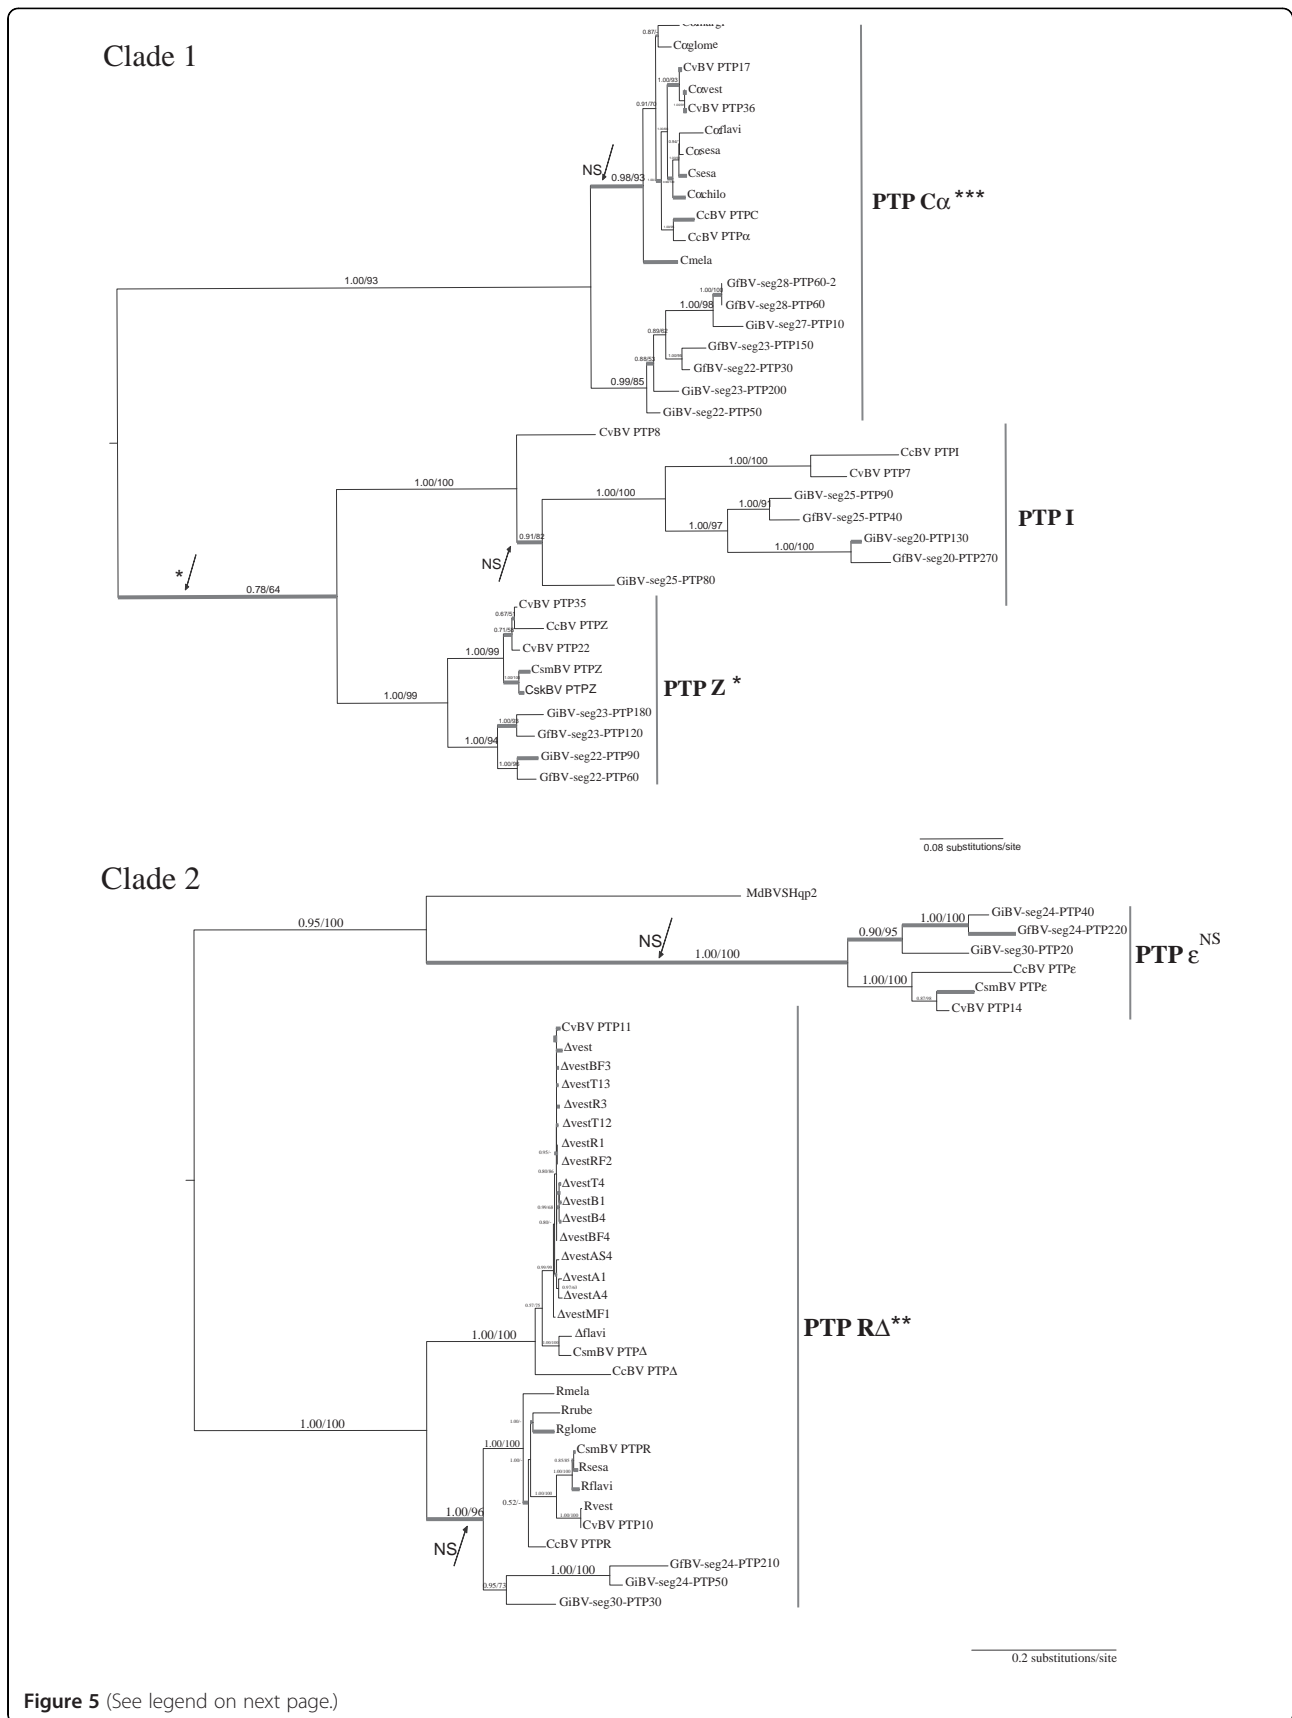 Clade 1
0.87/-
Cαglome
CvBV PTP17
1.00/93
Cαvest
CvBV PTP36
0.91/70
Cαflavi
Cαsesa
NS
0.98/93
Csesa
Cαchilo
PTP Cα ***
CcBV PTPC
CcBV PTPα
Cmela
1.00/93
GfBV-seg28-PTP60-2
1.00/100
GfBV-seg28-PTP60
1.00/98
GiBV-seg27-PTP10
0.89/62
GfBV-seg23-PTP150
0.88/53
GfBV-seg22-PTP30
0.99/85
GiBV-seg23-PTP200
GiBV-seg22-PTP50
CvBV PTP8
CcBV PTPI
1.00/100
CvBV PTP7
1.00/100
1.00/100
GiBV-seg25-PTP90
1.00/91
GfBV-seg25-PTP40
PTP I
1.00/97
0.91/82
GiBV-seg20-PTP130
1.00/100
GfBV-seg20-PTP270
NS
GiBV-seg25-PTP80
*
0.78/64
CvBV PTP35
CcBV PTPZ
CvBV PTP22
1.00/99
CsmBV PTPZ
CskBV PTPZ
PTP Z *
1.00/99
GiBV-seg23-PTP180
1.00/93
GfBV-seg23-PTP120
1.00/94
GiBV-seg22-PTP90
GfBV-seg22-PTP60
0.08 substitutions/site
Clade 2
MdBVSHqp2
0.95/100
GiBV-seg24-PTP40
1.00/100
GfBV-seg24-PTP220
0.90/95
NS
GiBV-seg30-PTP20
PTP ε NS
1.00/100
CcBV PTPε
1.00/100
CsmBV PTPε
CvBV PTP14
CvBV PTP11
Δvest
ΔvestBF3
ΔvestT13
ΔvestR3
ΔvestT12
ΔvestR1
0.95/-
ΔvestRF2
ΔvestT4
ΔvestB1
ΔvestB4
ΔvestBF4
ΔvestAS4
ΔvestA1
ΔvestA4
ΔvestMF1
PTP RΔ**
Δflavi
1.00/100
CsmBV PTPΔ
CcBV PTPΔ
Rmela
Rrube
1.00/100
Rglome
1.00/100
CsmBV PTPR
Rsesa
Rflavi
0.52/-
Rvest
1.00/96
CvBV PTP10
NS
CcBV PTPR
GfBV-seg24-PTP210
1.00/100
GiBV-seg24-PTP50
0.95/73
GiBV-seg30-PTP30
0.2 substitutions/site
Figure 5 (See legend on next page.)